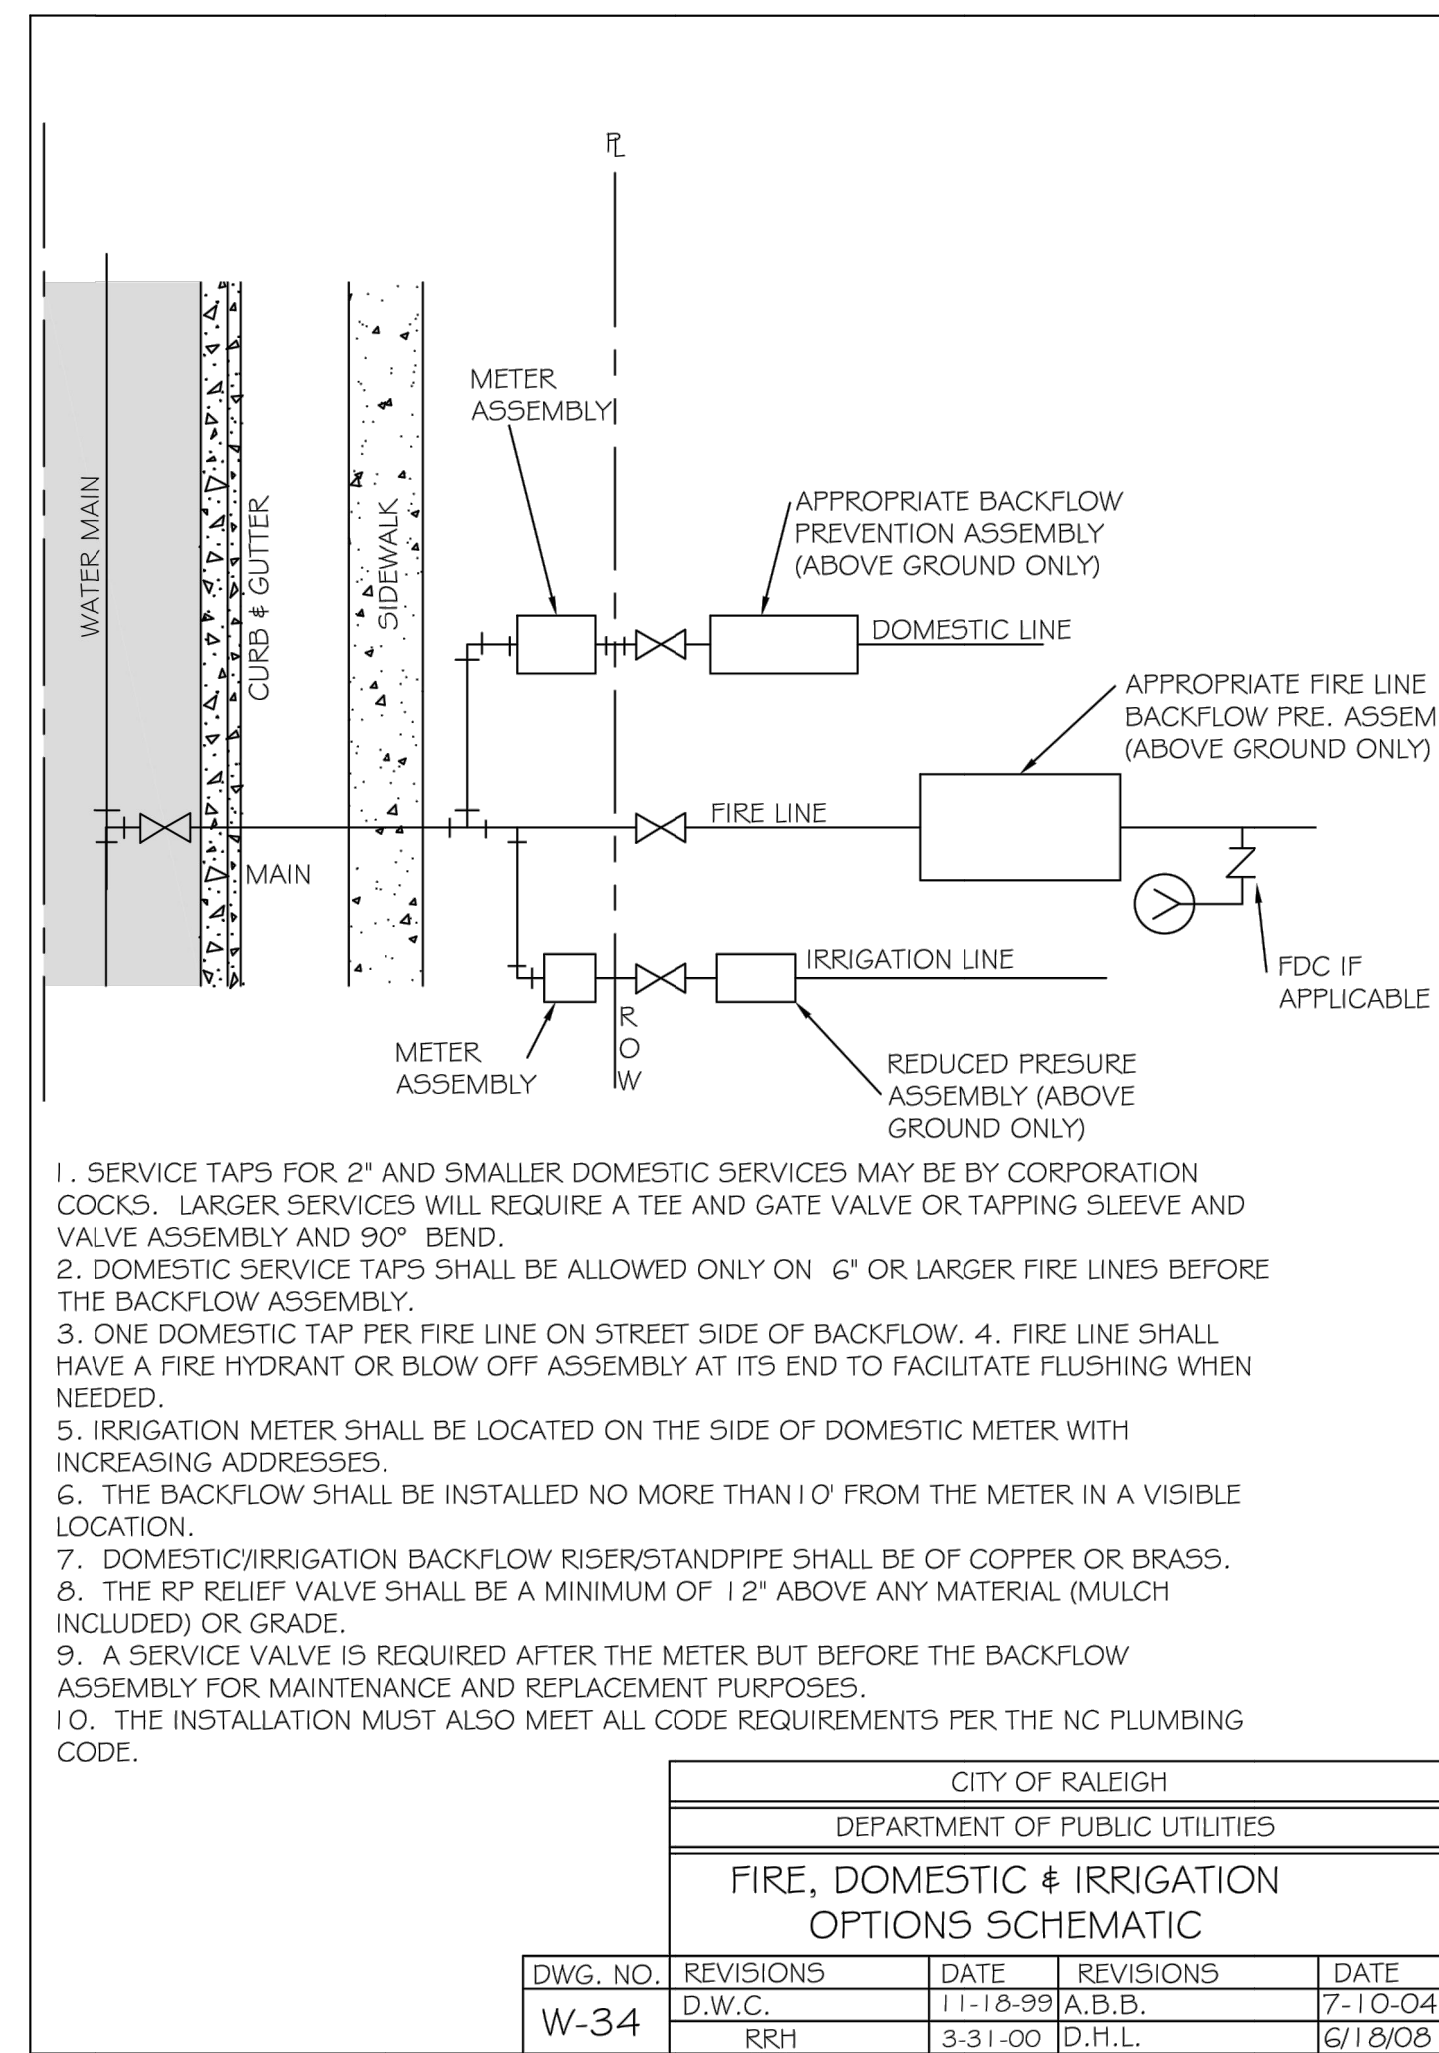 PL
METER
ASSEMBLY
WATER MAIN
CURB & GUTTER
SIDEWALK
APPROPRIATE BACKFLOW
PREVENTION ASSEMBLY
(ABOVE GROUND ONLY)
DOMESTIC LINE
APPROPRIATE FIRE LINE
BACKFLOW PRE. ASSEM
(ABOVE GROUND ONLY)
FIRE LINE
MAIN
IRRIGATION LINE
FDC IF
APPLICABLE
ROW
METER
ASSEMBLY
REDUCED PRESURE
ASSEMBLY (ABOVE
GROUND ONLY)
1. SERVICE TAPS FOR 2" AND SMALLER DOMESTIC SERVICES MAY BE BY CORPORATION
COCKS. LARGER SERVICES WILL REQUIRE A TEE AND GATE VALVE OR TAPPING SLEEVE AND
VALVE ASSEMBLY AND 90° BEND.
2. DOMESTIC SERVICE TAPS SHALL BE ALLOWED ONLY ON 6" OR LARGER FIRE LINES BEFORE
THE BACKFLOW ASSEMBLY.
3. ONE DOMESTIC TAP PER FIRE LINE ON STREET SIDE OF BACKFLOW. 4. FIRE LINE SHALL
HAVE A FIRE HYDRANT OR BLOW OFF ASSEMBLY AT ITS END TO FACILITATE FLUSHING WHEN
NEEDED.
5. IRRIGATION METER SHALL BE LOCATED ON THE SIDE OF DOMESTIC METER WITH
INCREASING ADDRESSES.
6. THE BACKFLOW SHALL BE INSTALLED NO MORE THAN 10' FROM THE METER IN A VISIBLE
LOCATION.
7. DOMESTIC'/IRRIGATION BACKFLOW RISER/STANDPIPE SHALL BE OF COPPER OR BRASS.
8. THE RP RELIEF VALVE SHALL BE A MINIMUM OF 12" ABOVE ANY MATERIAL (MULCH
INCLUDED) OR GRADE.
9. A SERVICE VALVE IS REQUIRED AFTER THE METER BUT BEFORE THE BACKFLOW
ASSEMBLY FOR MAINTENANCE AND REPLACEMENT PURPOSES.
10. THE INSTALLATION MUST ALSO MEET ALL CODE REQUIREMENTS PER THE NC PLUMBING
CODE.
CITY OF RALEIGH
DEPARTMENT OF PUBLIC UTILITIES
FIRE, DOMESTIC & IRRIGATION
OPTIONS SCHEMATIC
DWG. NO. REVISIONS DATE REVISIONS DATE
W-34 D.W.C. 11-18-99 A.B.B. 7-10-04
RRH 3-31-00 D.H.L. 6/18/08